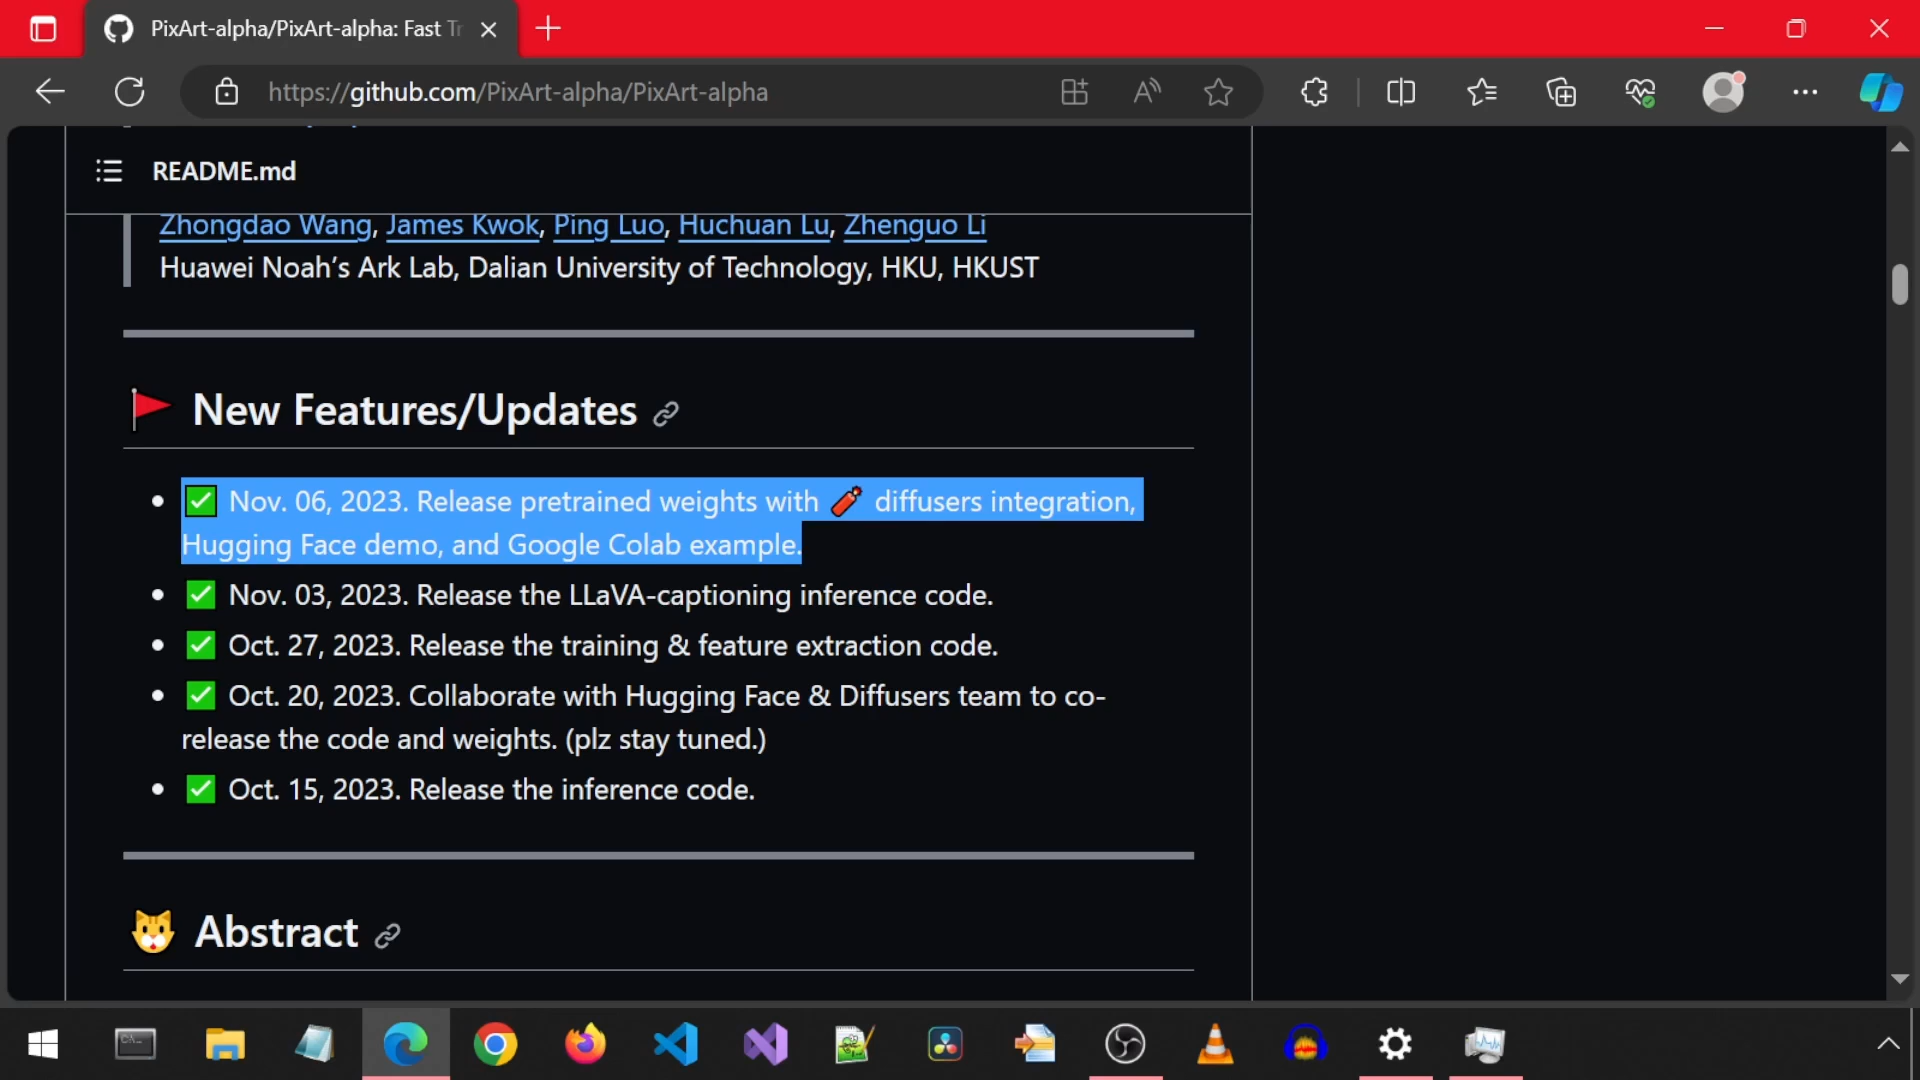 PixArt-alpha/PixArt-alpha: Fast Tr
https://github.com/PixArt-alpha/PixArt-alpha
README.md
Zhongdao Wang, James Kwok, Ping Luo, Huchuan Lu, Zhenguo Li
Huawei Noah’s Ark Lab, Dalian University of Technology, HKU, HKUST
🚩 New Features/Updates
✅ Nov. 06, 2023. Release pretrained weights with 🧨 diffusers integration,
Hugging Face demo, and Google Colab example.
✅ Nov. 03, 2023. Release the LLaVA-captioning inference code.
✅ Oct. 27, 2023. Release the training & feature extraction code.
✅ Oct. 20, 2023. Collaborate with Hugging Face & Diffusers team to co-
release the code and weights. (plz stay tuned.)
✅ Oct. 15, 2023. Release the inference code.
🐱 Abstract